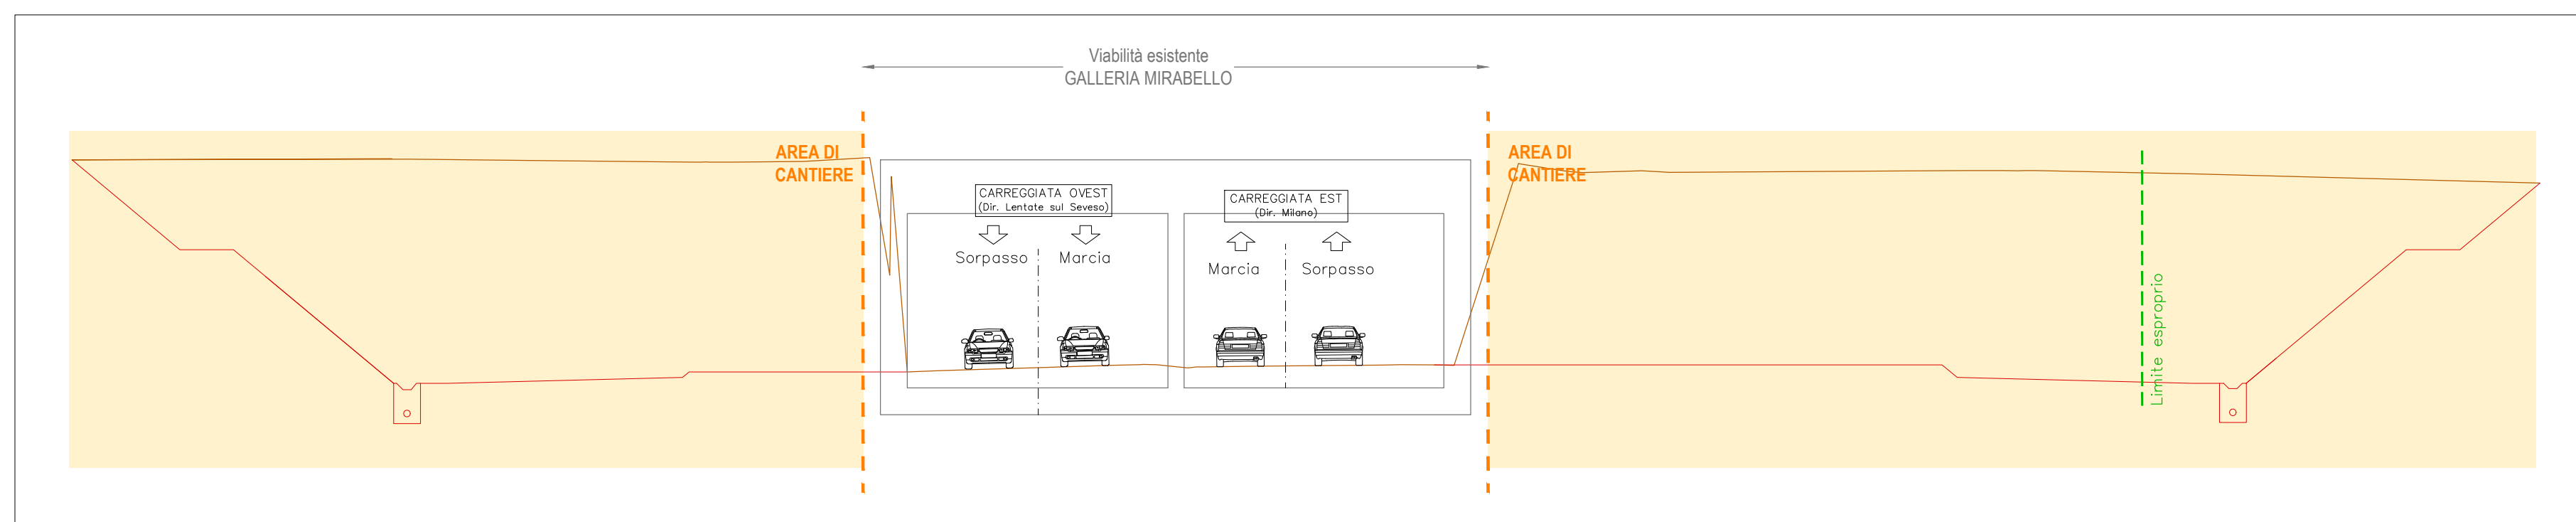 Viabilità esistente
GALLERIA MIRABELLO
AREA DI
CANTIERE
CARREGGIATA OVEST
(Dir. Lentate sul Seveso)
Sorpasso
Marcia
CARREGGIATA EST
(Dir. Milano)
Marcia
Sorpasso
AREA DI
CANTIERE
Limite esproprio